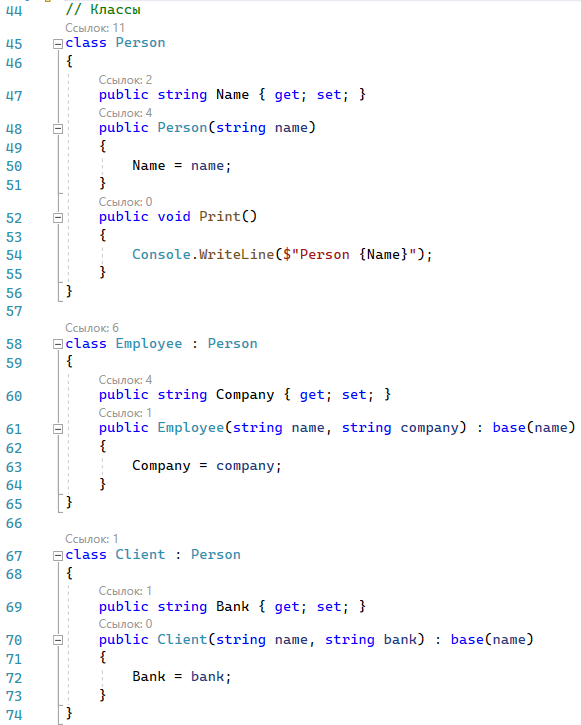 44 // Классы
Ссылок: 11
45 class Person
46 {
Ссылок: 2
47 public string Name { get; set; }
Ссылок: 4
48 public Person(string name)
49 {
50 Name = name;
51 }
Ссылок: 0
52 public void Print()
53 {
54 Console.WriteLine($"Person {Name}");
55 }
56 }
57
Ссылок: 6
58 class Employee : Person
59 {
Ссылок: 4
60 public string Company { get; set; }
Ссылок: 1
61 public Employee(string name, string company) : base(name)
62 {
63 Company = company;
64 }
65 }
66
Ссылок: 1
67 class Client : Person
68 {
Ссылок: 1
69 public string Bank { get; set; }
Ссылок: 0
70 public Client(string name, string bank) : base(name)
71 {
72 Bank = bank;
73 }
74 }